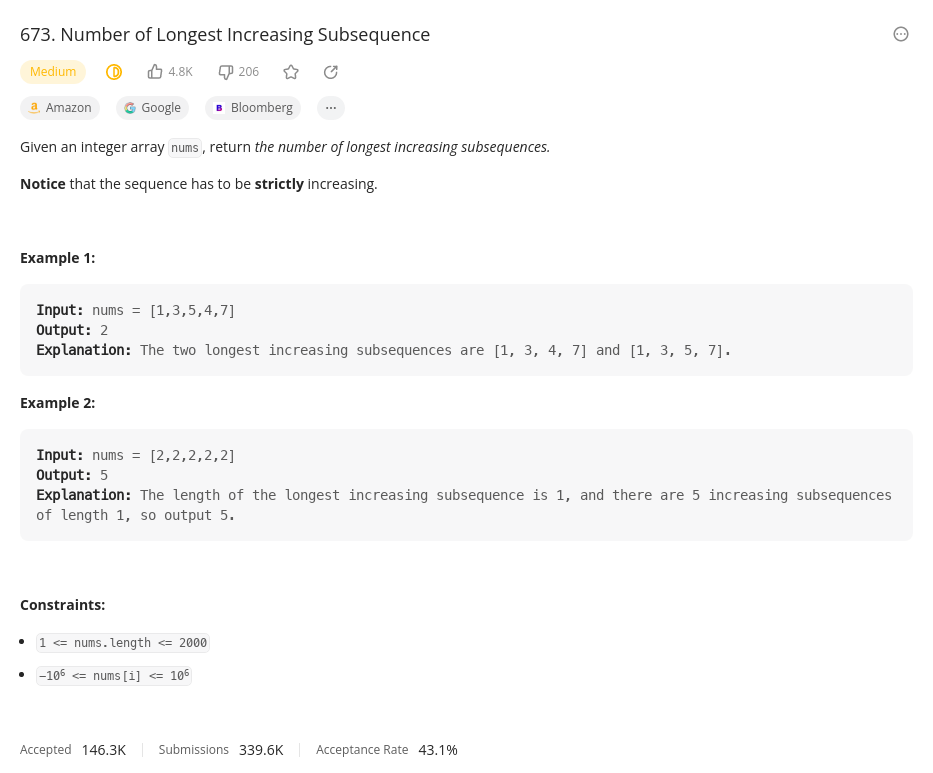 673. Number of Longest Increasing Subsequence
Medium 4.8K 206
Amazon Google Bloomberg ...
Given an integer array nums, return the number of longest increasing subsequences.
Notice that the sequence has to be strictly increasing.
Example 1:
Input: nums = [1,3,5,4,7]
Output: 2
Explanation: The two longest increasing subsequences are [1, 3, 4, 7] and [1, 3, 5, 7].
Example 2:
Input: nums = [2,2,2,2,2]
Output: 5
Explanation: The length of the longest increasing subsequence is 1, and there are 5 increasing subsequences
of length 1, so output 5.
Constraints:
• 1 <= nums.length <= 2000
• −10⁶ <= nums[i] <= 10⁶
Accepted 146.3K Submissions 339.6K Acceptance Rate 43.1%